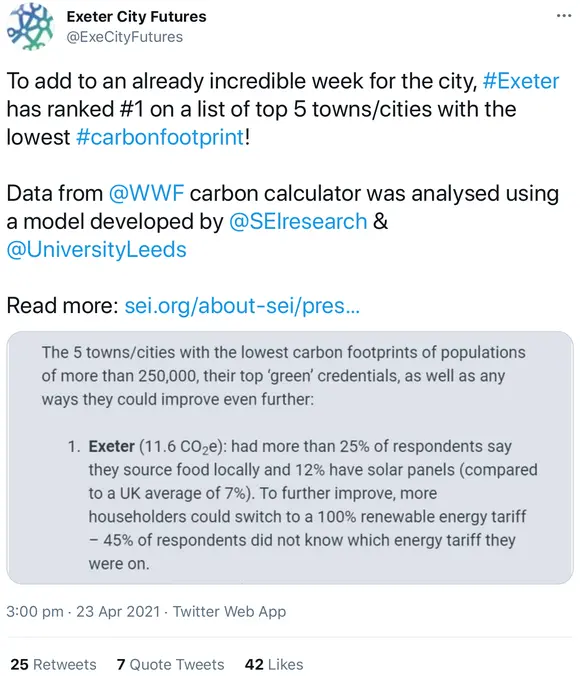 Exeter City Futures
@ExeCityFutures
To add to an already incredible week for the city, #Exeter
has ranked #1 on a list of top 5 towns/cities with the
lowest #carbonfootprint!
Data from @WWF carbon calculator was analysed using
a model developed by @SEIresearch &
@UniversityLeeds
Read more: sei.org/about-sei/pres...
The 5 towns/cities with the lowest carbon footprints of populations
of more than 250,000, their top ‘green’ credentials, as well as any
ways they could improve even further:
1. Exeter (11.6 CO₂e): had more than 25% of respondents say
they source food locally and 12% have solar panels (compared
to a UK average of 7%). To further improve, more
householders could switch to a 100% renewable energy tariff
– 45% of respondents did not know which energy tariff they
were on.
3:00 pm · 23 Apr 2021 · Twitter Web App
25 Retweets 7 Quote Tweets 42 Likes